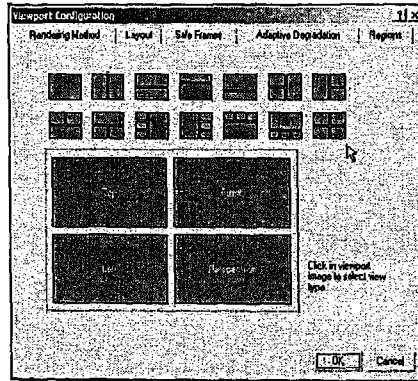 Viewport Configuration
Rendering Method | Layout | Safe Frames | Adaptive Degradation | Regions
Top
Front
Left
Perspective
Click in viewport
image to select view
type.
OK
Cancel